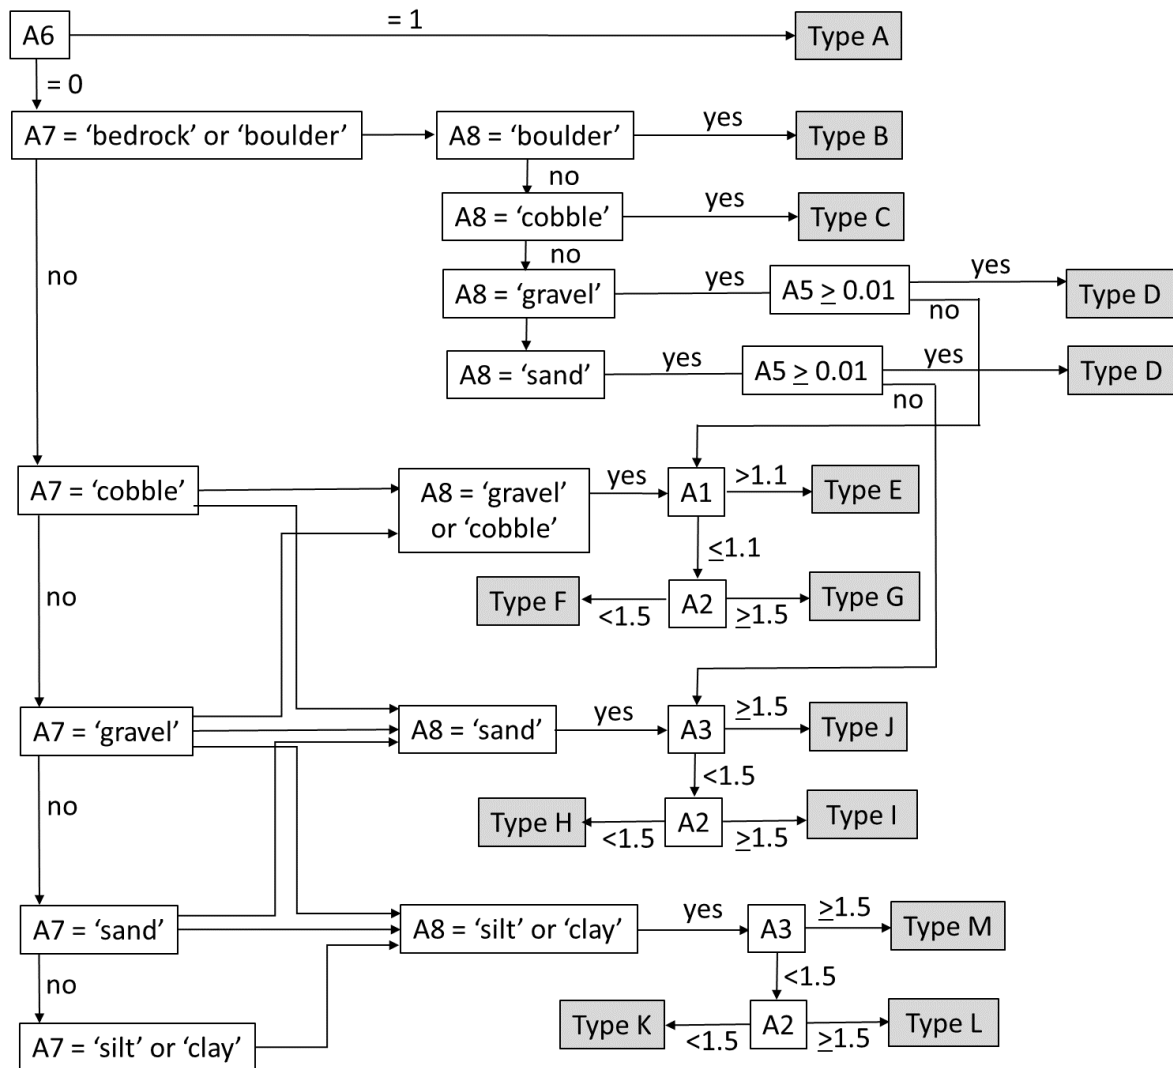 A6
= 1
Type A
= 0
A7 = ‘bedrock’ or ‘boulder’
A8 = ‘boulder’
yes
Type B
no
A8 = ‘cobble’
yes
Type C
no
no
A8 = ‘gravel’
yes
A5 ≥ 0.01
yes
Type D
no
A8 = ‘sand’
yes
A5 ≥ 0.01
yes
Type D
no
A7 = ‘cobble’
A8 = ‘gravel’
or ‘cobble’
yes
A1
>1.1
Type E
≤1.1
no
Type F
<1.5
A2
≥1.5
Type G
A7 = ‘gravel’
A8 = ‘sand’
yes
A3
≥1.5
Type J
<1.5
no
Type H
<1.5
A2
≥1.5
Type I
A7 = ‘sand’
A8 = ‘silt’ or ‘clay’
yes
A3
≥1.5
Type M
<1.5
no
Type K
<1.5
A2
≥1.5
Type L
A7 = ‘silt’ or ‘clay’